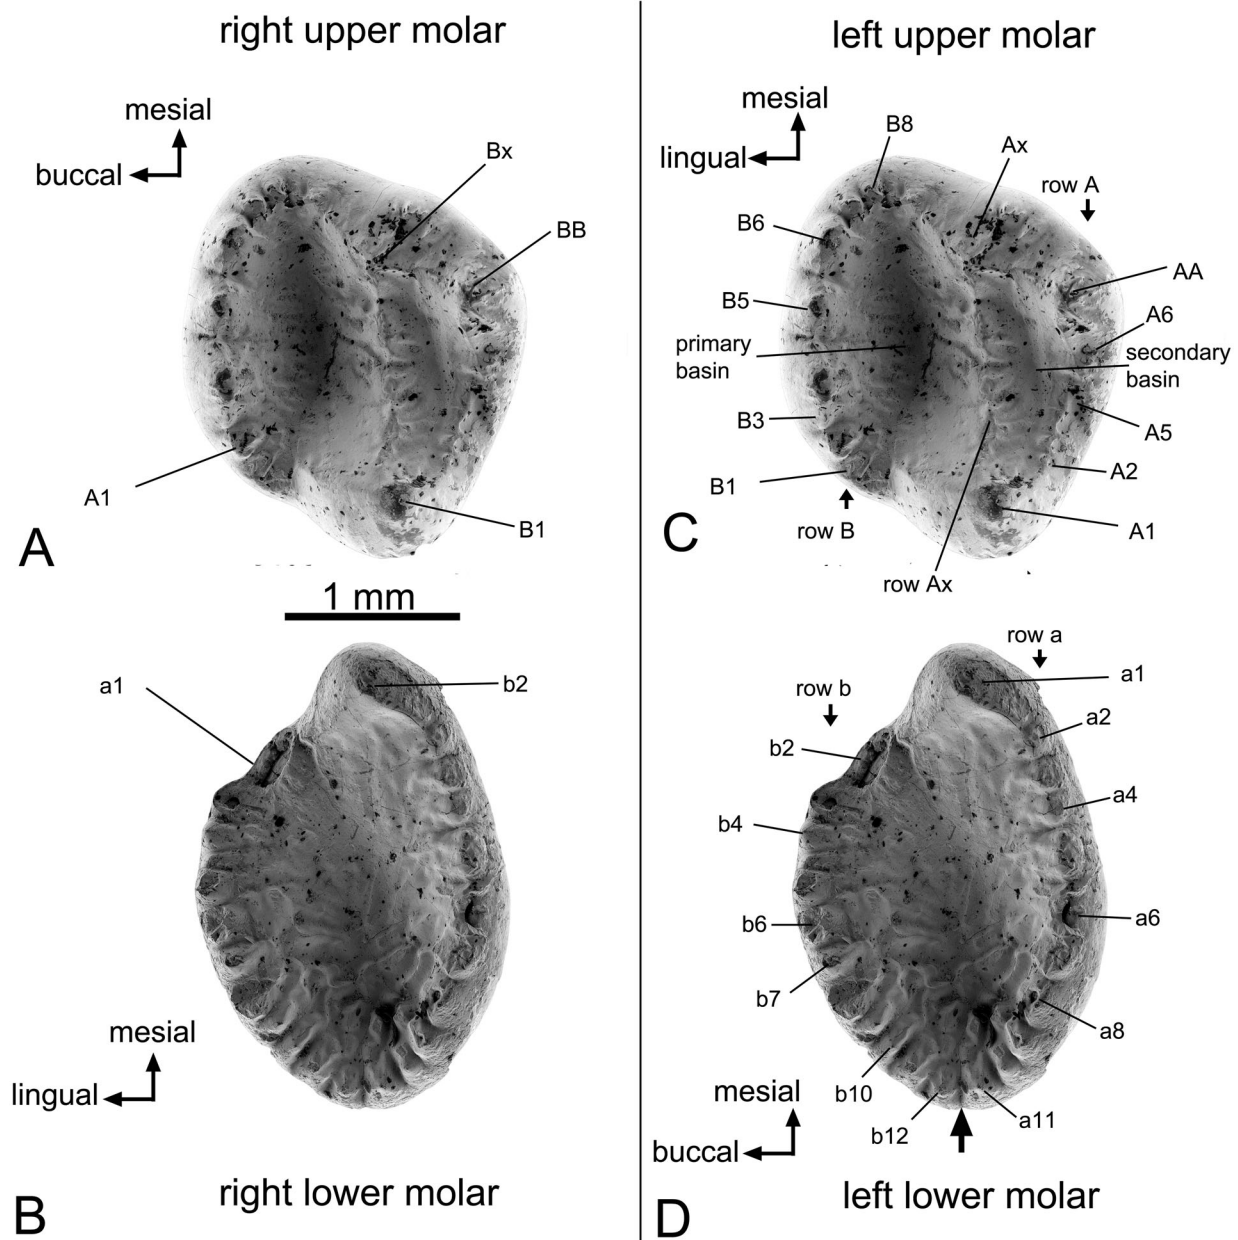 right upper molar
mesial
buccal
Bx
BB
A1
B1
A
left upper molar
mesial
lingual
B8
Ax
row A
B6
AA
B5
A6
primary
basin
secondary
basin
B3
A5
B1
A2
row B
A1
C
row Ax
1 mm
a1
b2
mesial
lingual
right lower molar
B
row a
row b
a1
a2
b2
a4
b4
b6
a6
b7
a8
b10
a11
b12
mesial
buccal
left lower molar
D